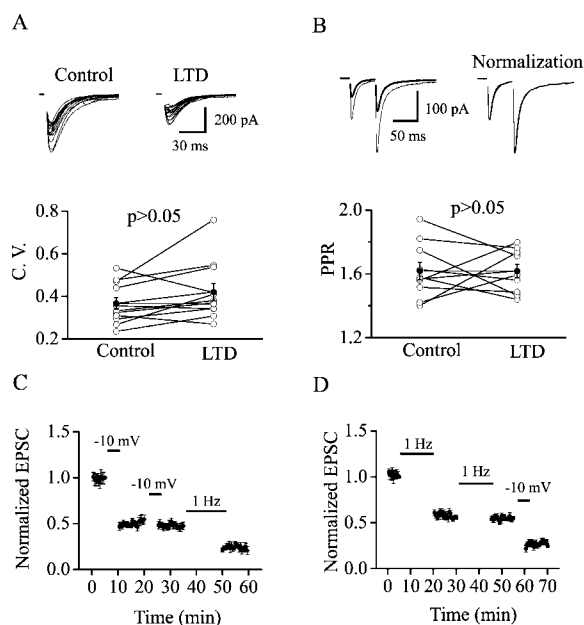 A
Control
LTD
200 pA
30 ms
B
Normalization
100 pA
50 ms
C. V.
0.8
0.6
0.4
0.2
p>0.05
Control
LTD
PPR
2.0
1.6
1.2
p>0.05
Control
LTD
C
Normalized EPSC
1.5
1.0
0.5
0.0
-10 mV
-10 mV
1 Hz
0 10 20 30 40 50 60
Time (min)
D
Normalized EPSC
1.5
1.0
0.5
0.0
1 Hz
1 Hz
-10 mV
0 10 20 30 40 50 60 70
Time (min)